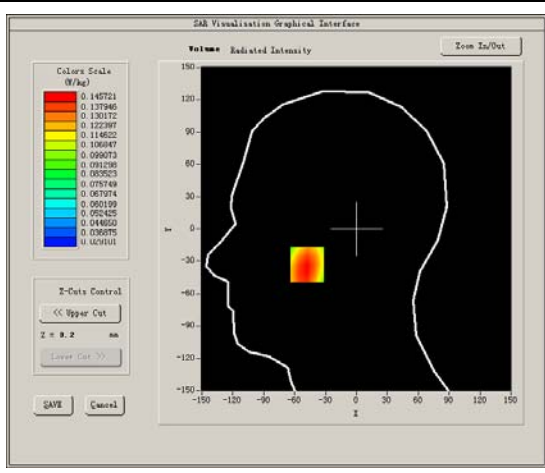 SAR Visualisation Graphical Interface
Volume Radiated Intensity
Zoom In/Out
Colors Scale
(W/kg)
0.145721
0.137946
0.130172
0.122397
0.114622
0.106847
0.099073
0.091298
0.083523
0.075749
0.067974
0.060199
0.052425
0.044650
0.036875
0.029101
Z-Cuts Control
<< Upper Cut
Z = 0.2 mm
Lower Cut >>
SAVE Cancel
150
120
90
60
30
0
-30
-60
-90
-120
-150
Y
-150 -120 -90 -60 -30 0 30 60 90 120 150
X